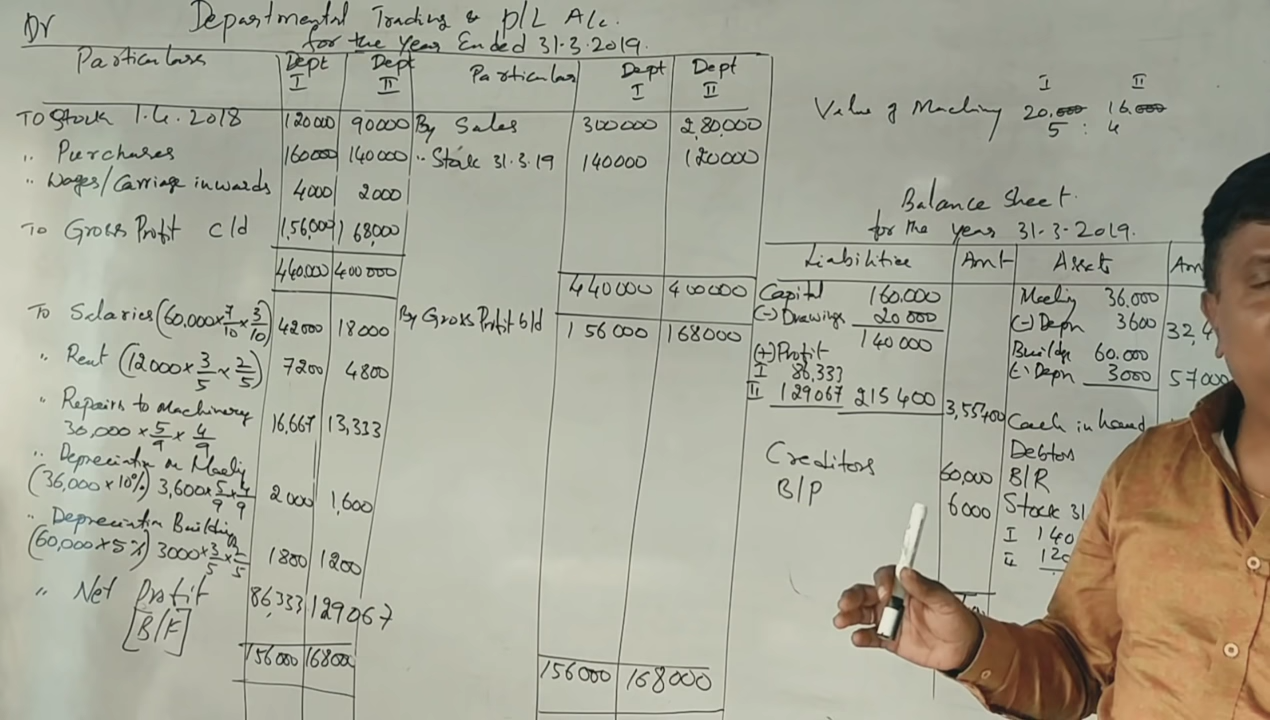 Dr
Departmental Trading & P/L A/c.
for the Year Ended 31.3.2019.
Particulars Dept I Dept II Particulars Dept I Dept II
To Stock 1.4.2018 120000 90000 By Sales 300000 2,80,000
" Purchases 160000 140000 " Stock 31.3.19 140000 120000
" Wages/Carriage inwards 4000 2000
To Gross Profit c/d 1,56,000 168,000
440,000 400000 440000 400000
To Salaries (60,000×7/10×3/10) 42000 18000 By Gross Profit b/d 156000 168000
" Rent (12000×3/5×2/5) 7200 4800
" Repairs to Machinery
30,000×5/9×4/9 16,667 13,333
" Depreciation on Machy
(36,000×10%) 3,600×5/9×4/9 2000 1,600
" Depreciation Building
(60,000×5%) 3000×3/5×2/5 1800 1200
" Net Profit 86,333 129067
[B/F]
156000 168000 156000 168000
I II
Value of Machinery 20,000 16,000
5 : 4
Balance Sheet
for the year 31.3.2019.
Liabilities Amt Assets Am
Capital 160.000 36.000
(-) Drawings 20000 (-) Depn 3600 32,4
140000
(+) Profit 60.000
I 86,333 (-) Depn 3000 57000
II 129067 215400 3,55400
Cash in hand
Creditors 60,000 Debtors
B/P 6000 B/R
Stock 31
I 140
II 120